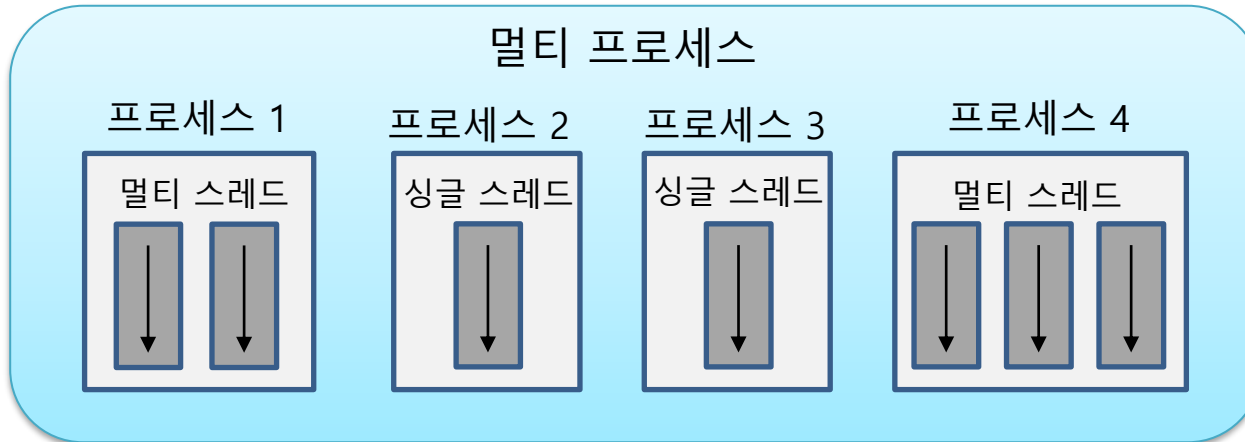 멀티 프로세스
프로세스 1
프로세스 2
프로세스 3
프로세스 4
멀티 스레드
싱글 스레드
싱글 스레드
멀티 스레드